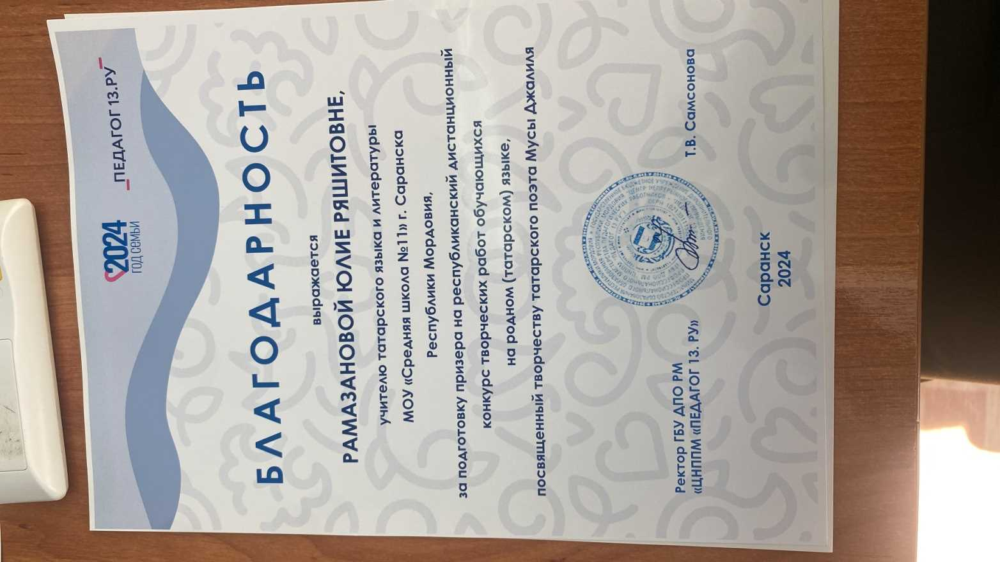 2024
ГОД СЕМЬИ
_ПЕДАГОГ 13.РУ_
БЛАГОДАРНОСТЬ
выражается
РАМАЗАНОВОЙ ЮЛИЕ РЯШИТОВНЕ,
учителю татарского языка и литературы
МОУ «Средняя школа №11» г. Саранска
Республики Мордовия,
за подготовку призера на республиканский дистанционный
конкурс творческих работ обучающихся
на родном (татарском) языке,
посвященный творчеству татарского поэта Мусы Джалиля
Ректор ГБУ ДПО РМ
«ЦНППМ «ПЕДАГОГ 13. РУ»
Т.В. Самсонова
Саранск
2024